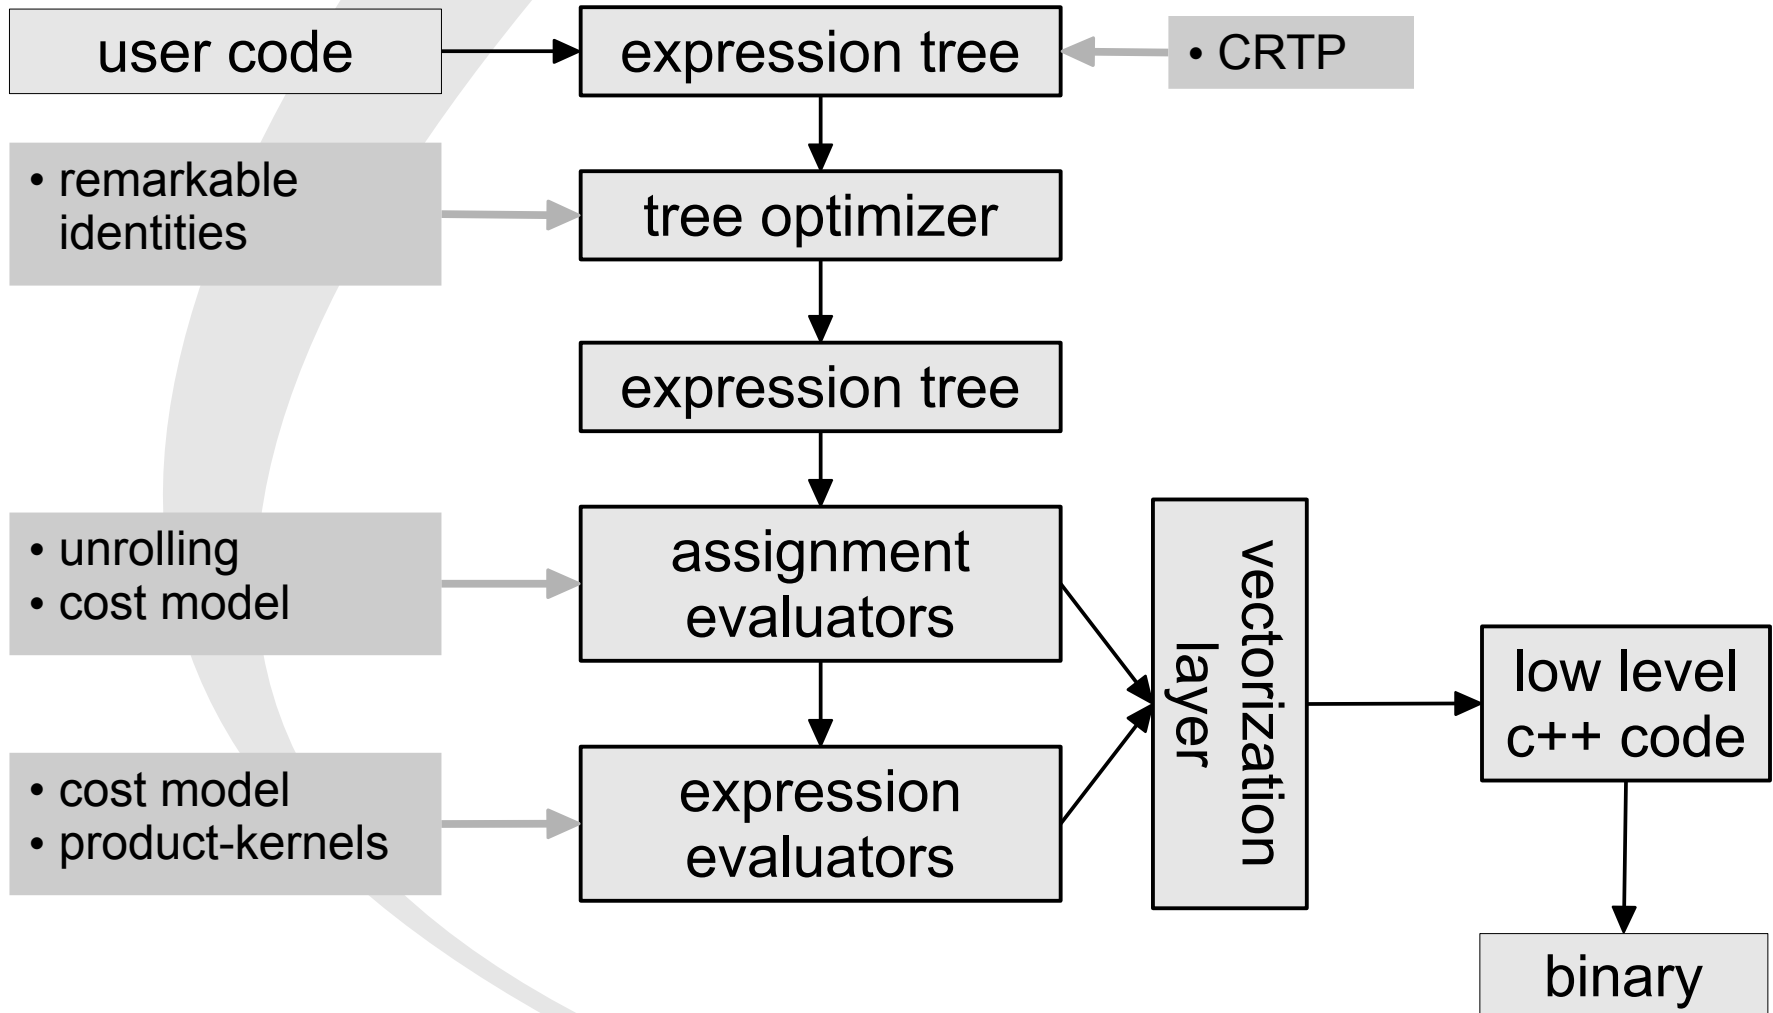 user code
expression tree
• CRTP
• remarkable
identities
tree optimizer
expression tree
• unrolling
• cost model
assignment
evaluators
vectorization
layer
low level
c++ code
• cost model
• product-kernels
expression
evaluators
binary